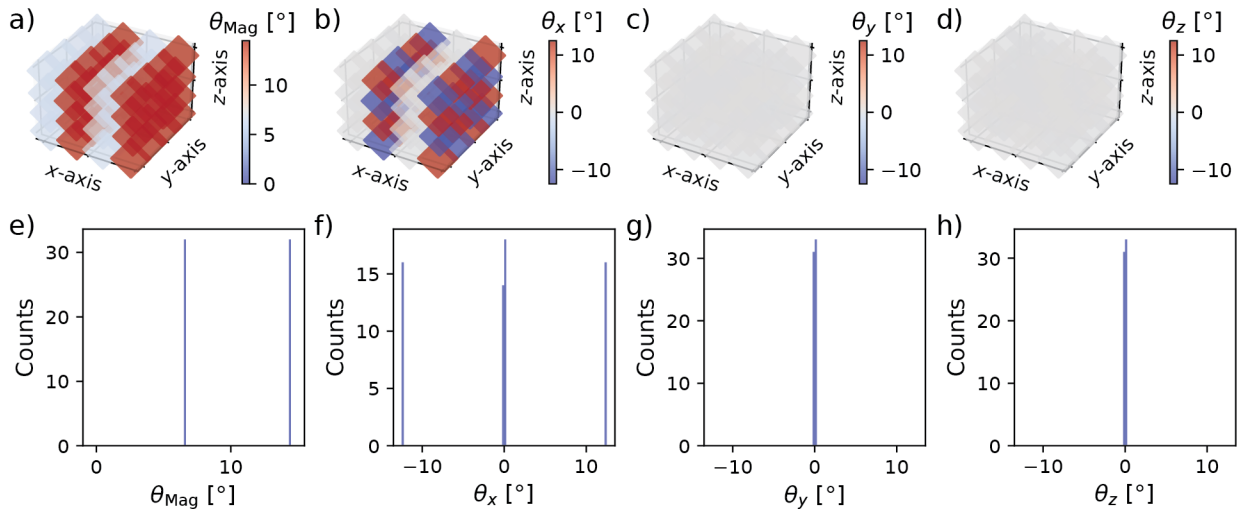 a)
θMag [°]
10
5
0
z-axis
y-axis
x-axis
b)
θx [°]
10
0
−10
z-axis
y-axis
x-axis
c)
θy [°]
10
0
−10
z-axis
y-axis
x-axis
d)
θz [°]
10
0
−10
z-axis
y-axis
x-axis
e)
30
20
10
0
Counts
0 10
θMag [°]
f)
15
10
5
0
Counts
−10 0 10
θx [°]
g)
30
20
10
0
Counts
−10 0 10
θy [°]
h)
30
20
10
0
Counts
−10 0 10
θz [°]